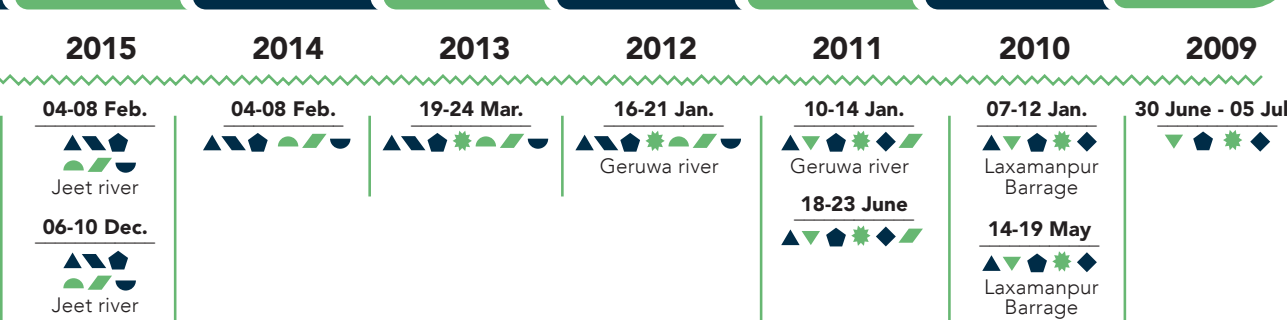 2015
2014
2013
2012
2011
2010
2009
04-08 Feb.
Jeet river
06-10 Dec.
Jeet river
04-08 Feb.
19-24 Mar.
16-21 Jan.
Geruwa river
10-14 Jan.
Geruwa river
18-23 June
07-12 Jan.
Laxamanpur
Barrage
14-19 May
Laxamanpur
Barrage
30 June - 05 Jul